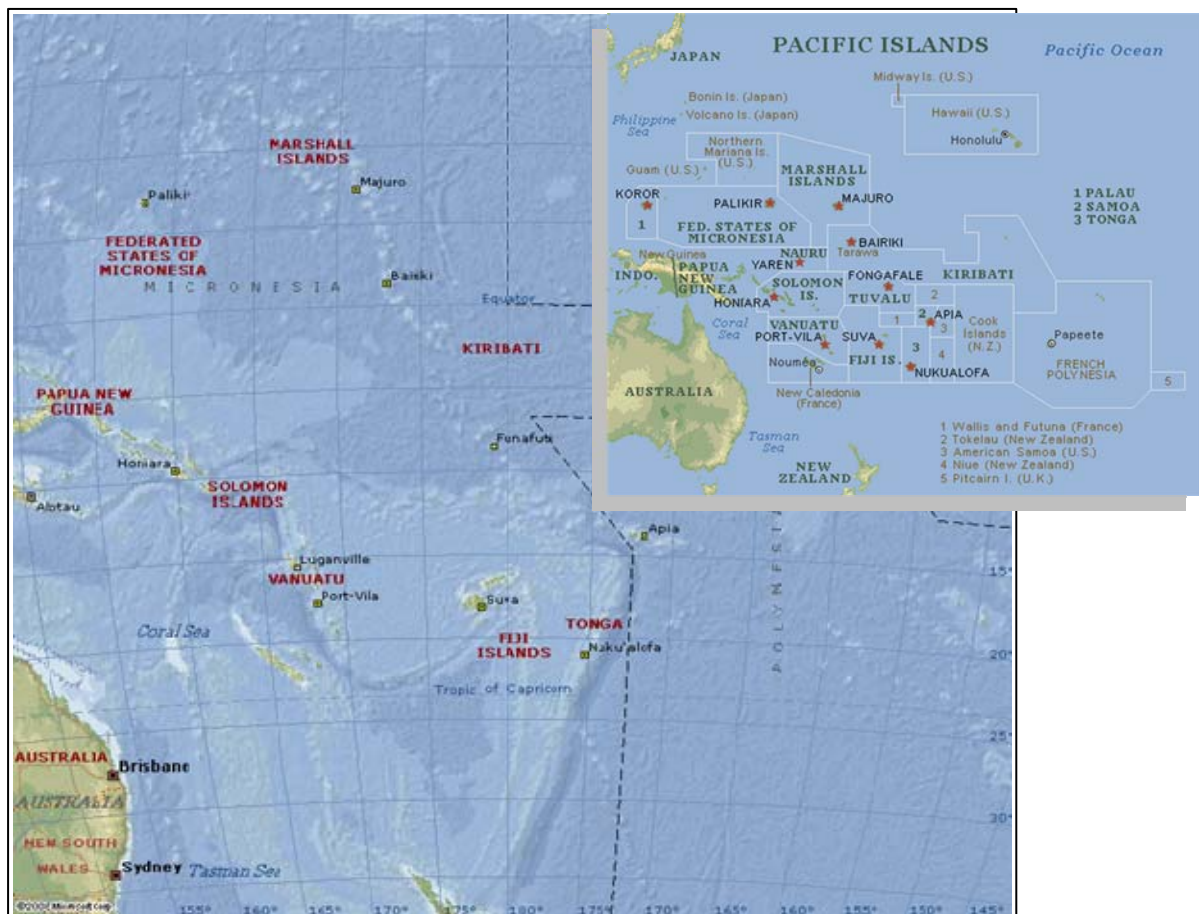 MARSHALL
ISLANDS
Majuro
Palikir
FEDERATED
STATES OF
MICRONESIA
MICRONESIA
Equator
KIRIBATI
PAPUA NEW
GUINEA
Funafuti
Honiara
SOLOMON
ISLANDS
Alotau
Apia
Luganville
VANUATU
Port-Vila
Suva
TONGA
Coral Sea
FIJI
ISLANDS
Nuku'alofa
Tropic of Capricorn
15°
20°
25°
30°
AUSTRALIA
Brisbane
AUSTRALIA
NEW SOUTH
WALES
Sydney
Tasman Sea
155°
160°
165°
170°
175°
180°
175°
170°
165°
160°
155°
150°
145°
PACIFIC ISLANDS
Pacific Ocean
JAPAN
Midway Is. (U.S.)
Bonin Is. (Japan)
Volcano Is. (Japan)
Philippine
Sea
Hawaii (U.S.)
Honolulu
Northern
Mariana Is.
(U.S.)
Guam (U.S.)
MARSHALL
ISLANDS
KOROR
PALIKIR
MAJURO
1 PALAU
2 SAMOA
3 TONGA
1
FED. STATES OF
MICRONESIA
BAIRIKI
Tarawa
NAURU
YAREN
New Guinea
INDO.
PAPUA
NEW
GUINEA
SOLOMON
IS.
HONIARA
FONGAFALE
TUVALU
KIRIBATI
2
Coral
Sea
VANUATU
PORT-VILA
SUVA
1
2
APIA
3
Cook
Islands
(N.Z.)
Papeete
FIJI IS.
3
4
NUKUALOFA
Nouméa
New Caledonia
(France)
FRENCH
POLYNESIA
5
AUSTRALIA
Tasman
Sea
NEW
ZEALAND
1 Wallis and Futuna (France)
2 Tokelau (New Zealand)
3 American Samoa (U.S.)
4 Niue (New Zealand)
5 Pitcairn I. (U.K.)